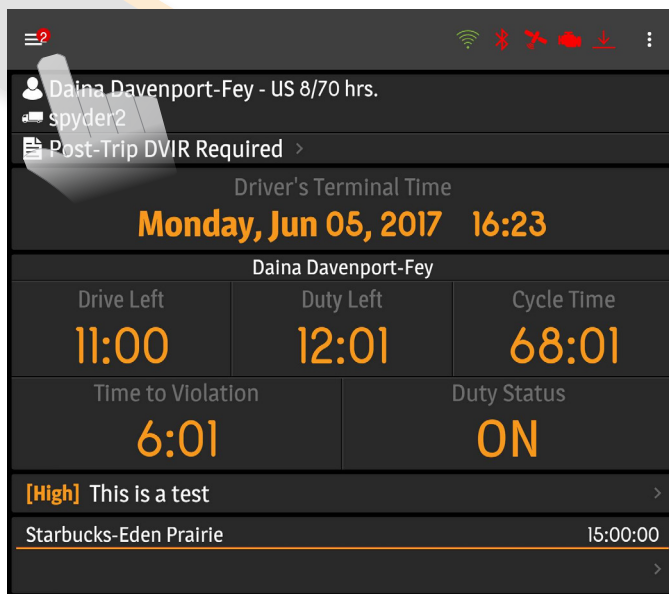 2
Daina Davenport-Fey - US 8/70 hrs.
spyder2
Post-Trip DVIR Required >
Driver's Terminal Time
Monday, Jun 05, 2017 16:23
Daina Davenport-Fey
Drive Left Duty Left Cycle Time
11:00 12:01 68:01
Time to Violation Duty Status
6:01 ON
[High] This is a test >
Starbucks-Eden Prairie 15:00:00
>